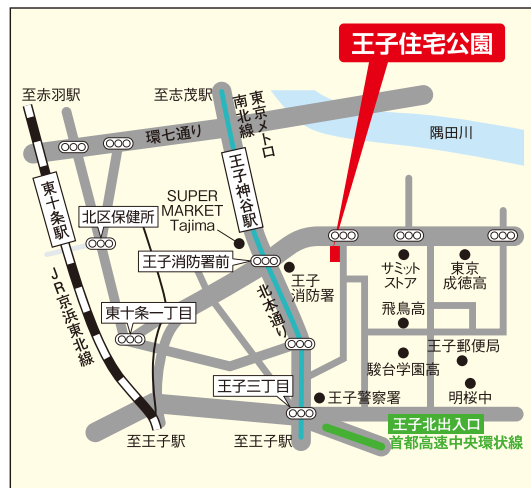 王子住宅公園
至赤羽駅
至志茂駅
東京メトロ
南北線
隅田川
環七通り
王子神谷駅
東十条駅
SUPER
MARKET
Tajima
北区保健所
王子消防署前
王子
消防署
サミット
ストア
東京
成徳高
JR京浜東北線
北本通り
東十条一丁目
飛鳥高
王子郵便局
駿台学園高
王子三丁目
明桜中
王子警察署
王子北出入口
至王子駅
至王子駅
首都高速中央環状線